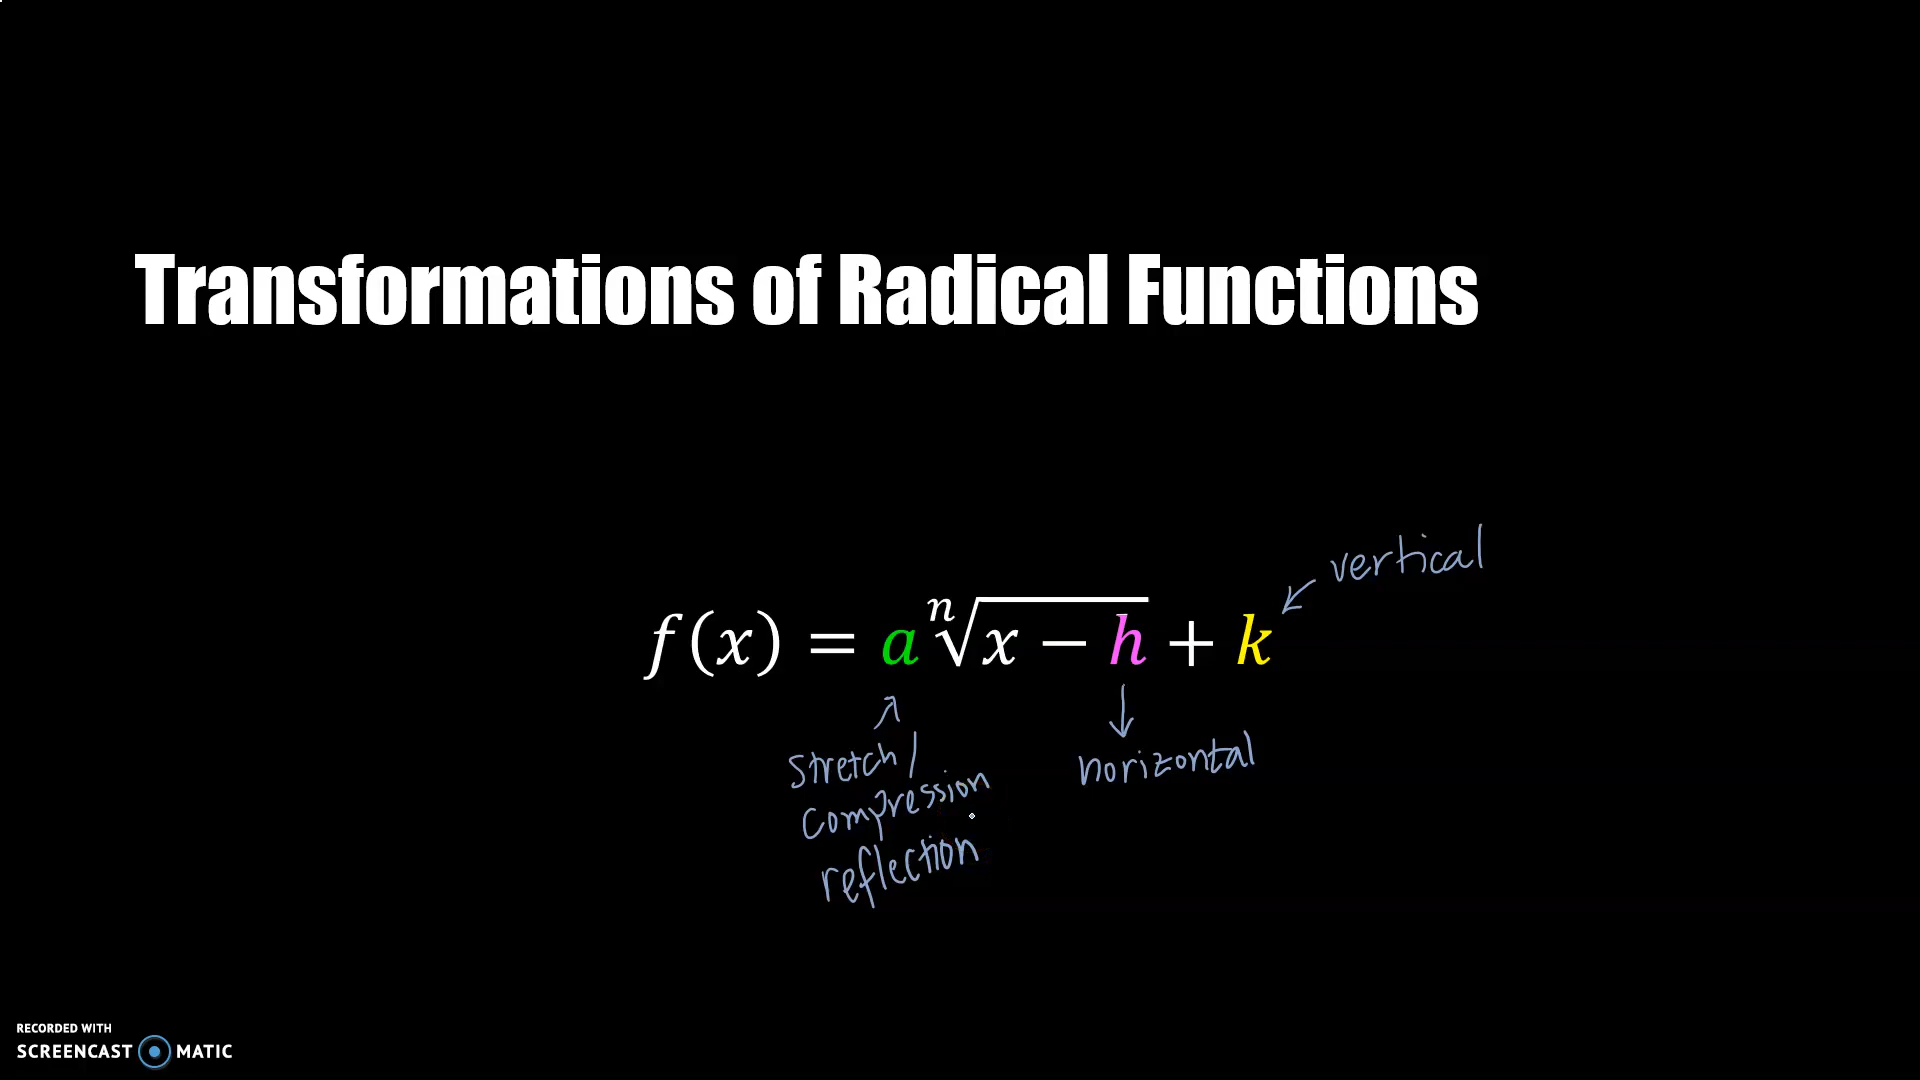 Transformations of Radical Functions
vertical
f(x) = a ⁿ√(x − h) + k
stretch/
compression
reflection
horizontal
RECORDED WITH
SCREENCAST MATIC